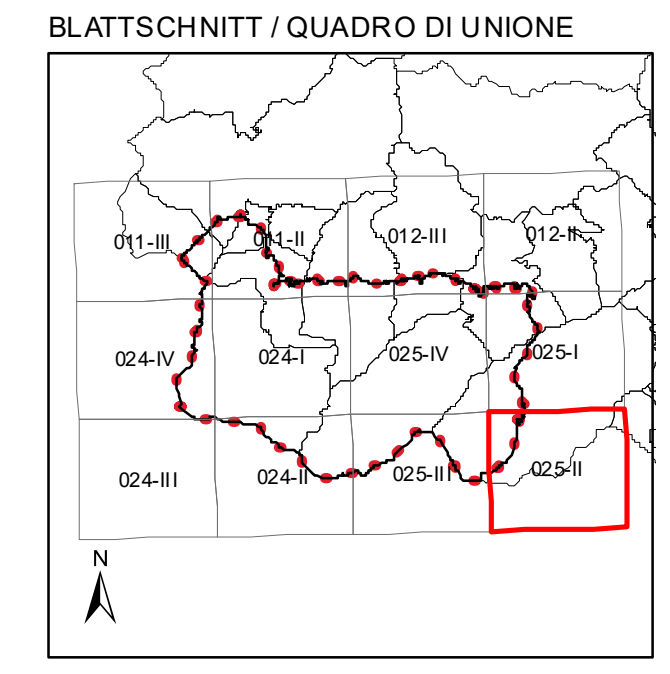 BLATTSCHNITT / QUADRO DI UNIONE
011-III
011-II
012-III
012-II
024-IV
024-I
025-IV
025-I
024-III
024-II
025-III
025-II
N